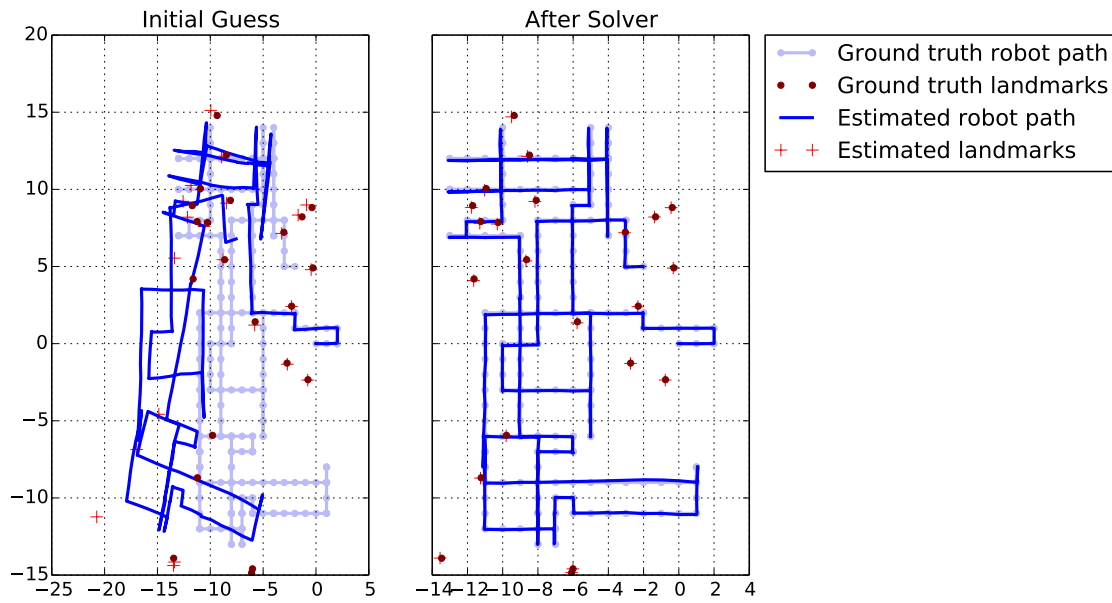 Initial Guess
After Solver
20
15
10
5
0
−5
−10
−15
−25 −20 −15 −10 −5 0 5
−14 −12 −10 −8 −6 −4 −2 0 2 4
Ground truth robot path
Ground truth landmarks
Estimated robot path
Estimated landmarks